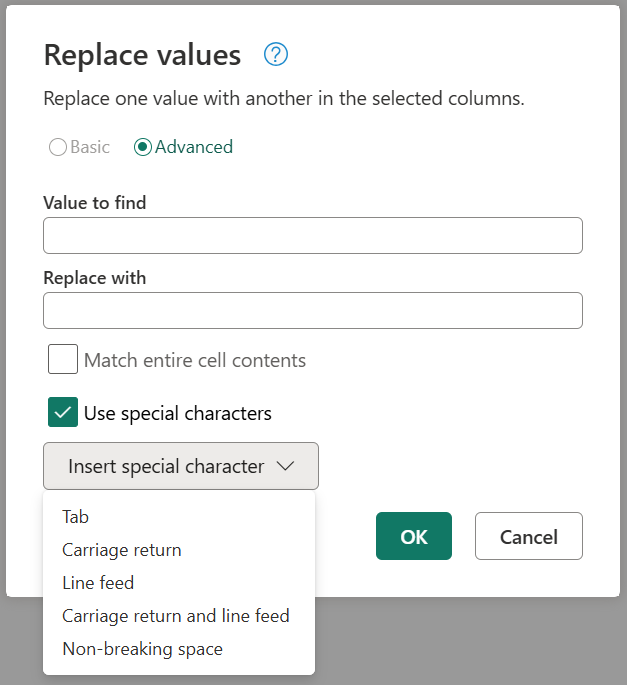 Replace values ?
Replace one value with another in the selected columns.
Basic Advanced
Value to find
Replace with
Match entire cell contents
Use special characters
Insert special character
Tab
Carriage return
Line feed
Carriage return and line feed
Non-breaking space
OK Cancel